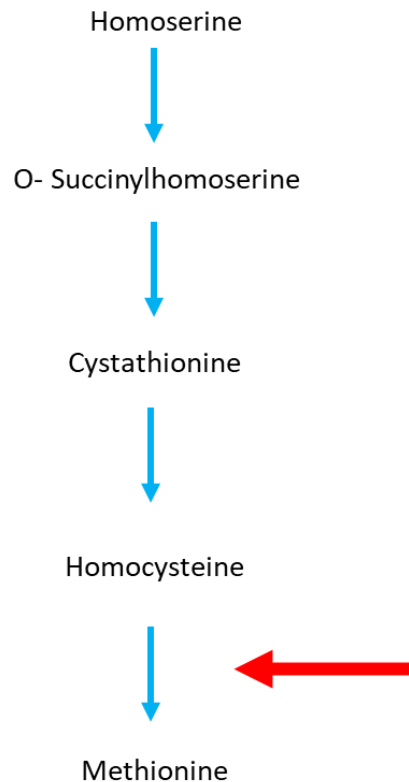 Homoserine
O- Succinylhomoserine
Cystathionine
Homocysteine
Methionine